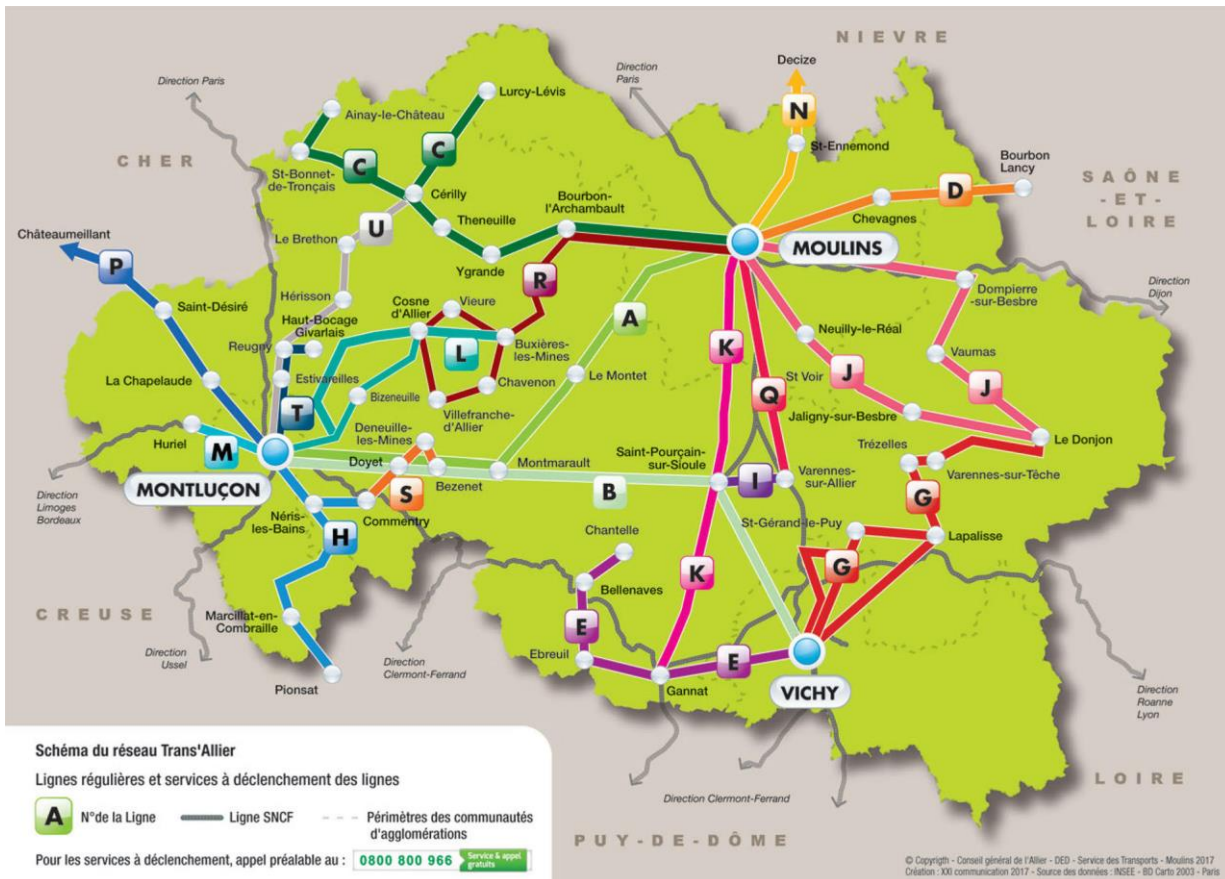 NIEVRE
Decize
Direction Paris
Direction
Paris
N
Lurcy-Lévis
Ainay-le-Château
St-Ennemond
CHER
C
C
Bourbon
Lancy
St-Bonnet-
de-Tronçais
D
SAÔNE
-ET-
LOIRE
Cérilly
Bourbon-
l'Archambault
Chevagnes
Theneuille
U
Châteaumeillant
Le Brethon
MOULINS
P
Ygrande
R
Direction
Dijon
Dompierre
-sur-Besbre
Saint-Désiré
Hérisson
Cosne
d'Allier
Vieure
Haut-Bocage
Givarlais
A
Neuilly-le-Réal
Reugny
L
Buxières-
les-Mines
K
Vaumas
La Chapelaude
Estivareilles
Bizeneuille
Chavenon
Le Montet
St Voir
J
J
Q
T
Villefranche-
d'Allier
Jaligny-sur-Besbre
Huriel
M
Deneuille-
les-Mines
Le Donjon
Trézelles
Doyet
Montmarault
Saint-Pourçain-
sur-Sioule
Varennes-sur-Tèche
MONTLUÇON
Bezenet
I
Varennes-
sur-Allier
G
Direction
Limoges
Bordeaux
S
B
Néris-
les-Bains
Commentry
Chantelle
St-Gérand-le-Puy
H
Lapalisse
G
K
Bellenaves
CREUSE
Marcillat-en-
Combraille
E
Direction
Ussel
Direction
Clermont-Ferrand
Ebreuil
E
Pionsat
Gannat
VICHY
Direction
Roanne
Lyon
Direction Clermont-Ferrand
LOIRE
PUY-DE-DÔME
Schéma du réseau Trans'Allier
Lignes régulières et services à déclenchement des lignes
A N°de la Ligne Ligne SNCF Périmètres des communautés
d'agglomérations
Pour les services à déclenchement, appel préalable au : 0800 800 966 Service & appel
gratuits
© Copyrigth - Conseil général de l'Allier - DED - Service des Transports - Moulins 2017
Création : XXI communication 2017 - Source des données : INSEE - BD Carto 2003 - Paris